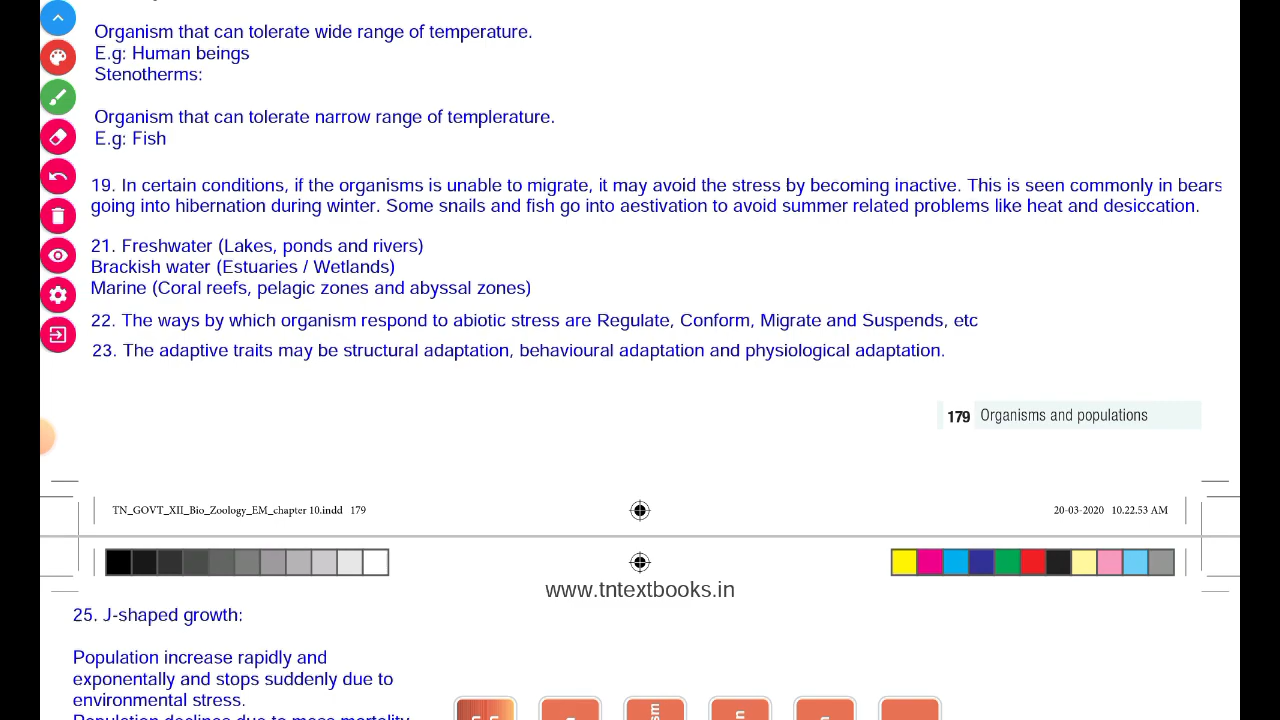 Organism that can tolerate wide range of temperature.
E.g: Human beings
Stenotherms:
Organism that can tolerate narrow range of templerature.
E.g: Fish
19. In certain conditions, if the organisms is unable to migrate, it may avoid the stress by becoming inactive. This is seen commonly in bears
going into hibernation during winter. Some snails and fish go into aestivation to avoid summer related problems like heat and desiccation.
21. Freshwater (Lakes, ponds and rivers)
Brackish water (Estuaries / Wetlands)
Marine (Coral reefs, pelagic zones and abyssal zones)
22. The ways by which organism respond to abiotic stress are Regulate, Conform, Migrate and Suspends, etc
23. The adaptive traits may be structural adaptation, behavioural adaptation and physiological adaptation.
179 Organisms and populations
TN_GOVT_XII_Bio_Zoology_EM_chapter 10.indd 179
20-03-2020 10.22.53 AM
www.tntextbooks.in
25. J-shaped growth:
Population increase rapidly and
exponentially and stops suddenly due to
environmental stress.
Population declines due to mass mortality